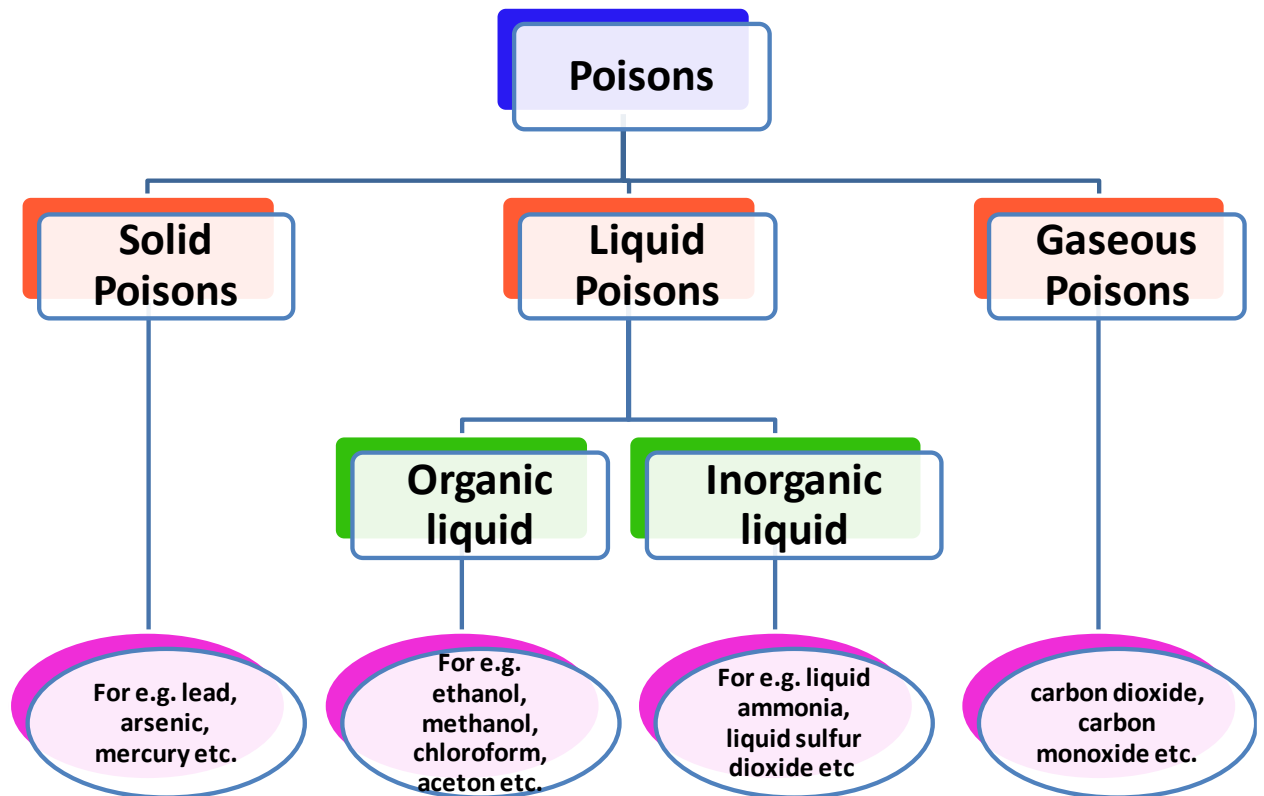 Poisons
Solid
Poisons
Liquid
Poisons
Gaseous
Poisons
Organic
liquid
Inorganic
liquid
For e.g. lead,
arsenic,
mercury etc.
For e.g.
ethanol,
methanol,
chloroform,
aceton etc.
For e.g. liquid
ammonia,
liquid sulfur
dioxide etc
carbon dioxide,
carbon
monoxide etc.